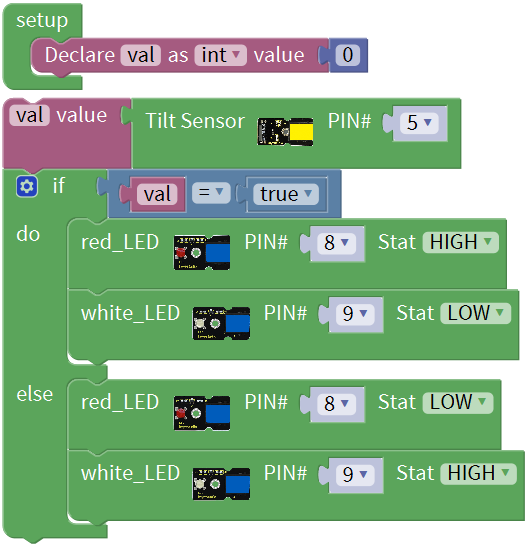 setup
Declare val as int value 0
val value Tilt Sensor PIN# 5
if val = true
do red_LED PIN# 8 Stat HIGH
white_LED PIN# 9 Stat LOW
else red_LED PIN# 8 Stat LOW
white_LED PIN# 9 Stat HIGH